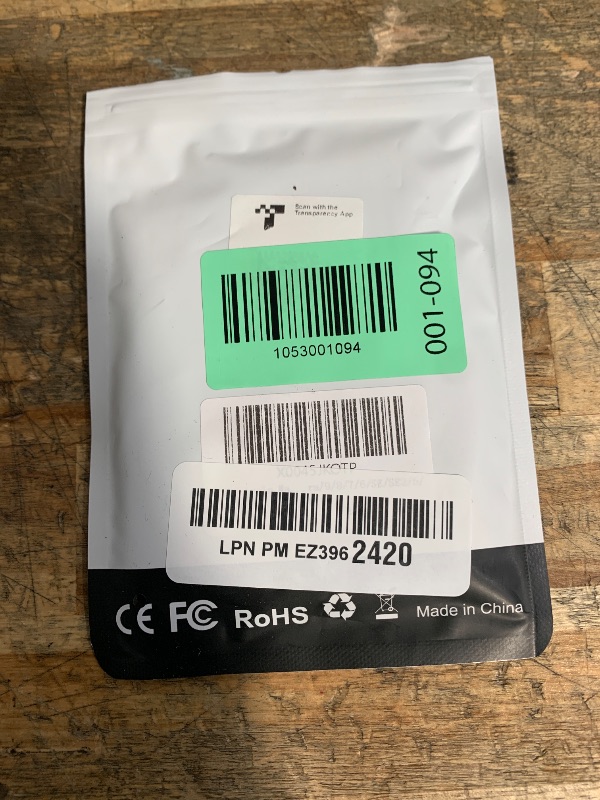 Scan with the
Transparency App
1053001094
001-094
LPN PM EZ396 2420
CE FC RoHS Made in China